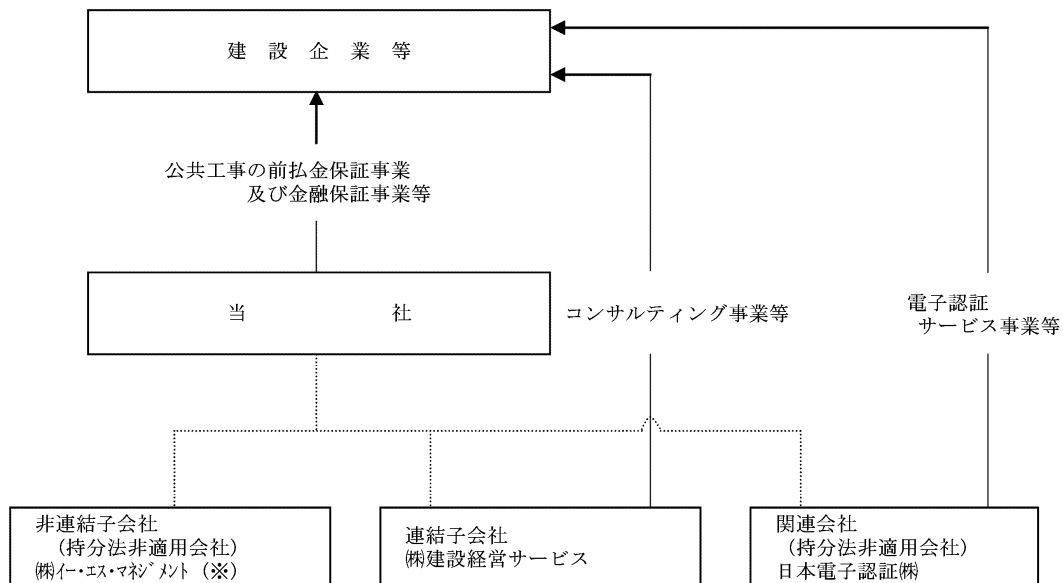 建設企業等
公共工事の前払金保証事業
及び金融保証事業等
当社
コンサルティング事業等
電子認証
サービス事業等
非連結子会社
(持分法非適用会社)
㈱イー・エス・マネジメント (※)
連結子会社
㈱建設経営サービス
関連会社
(持分法非適用会社)
日本電子認証㈱